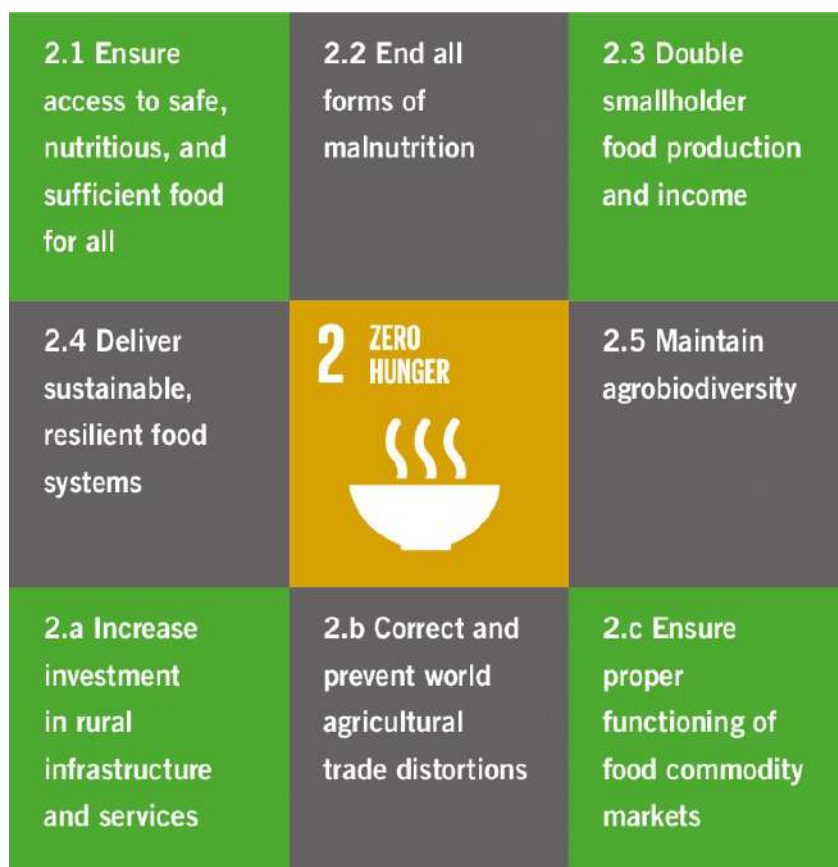 2.1 Ensure
access to safe,
nutritious, and
sufficient food
for all
2.2 End all
forms of
malnutrition
2.3 Double
smallholder
food production
and income
2.4 Deliver
sustainable,
resilient food
systems
2 ZERO
HUNGER
2.5 Maintain
agrobiodiversity
2.a Increase
investment
in rural
infrastructure
and services
2.b Correct and
prevent world
agricultural
trade distortions
2.c Ensure
proper
functioning of
food commodity
markets